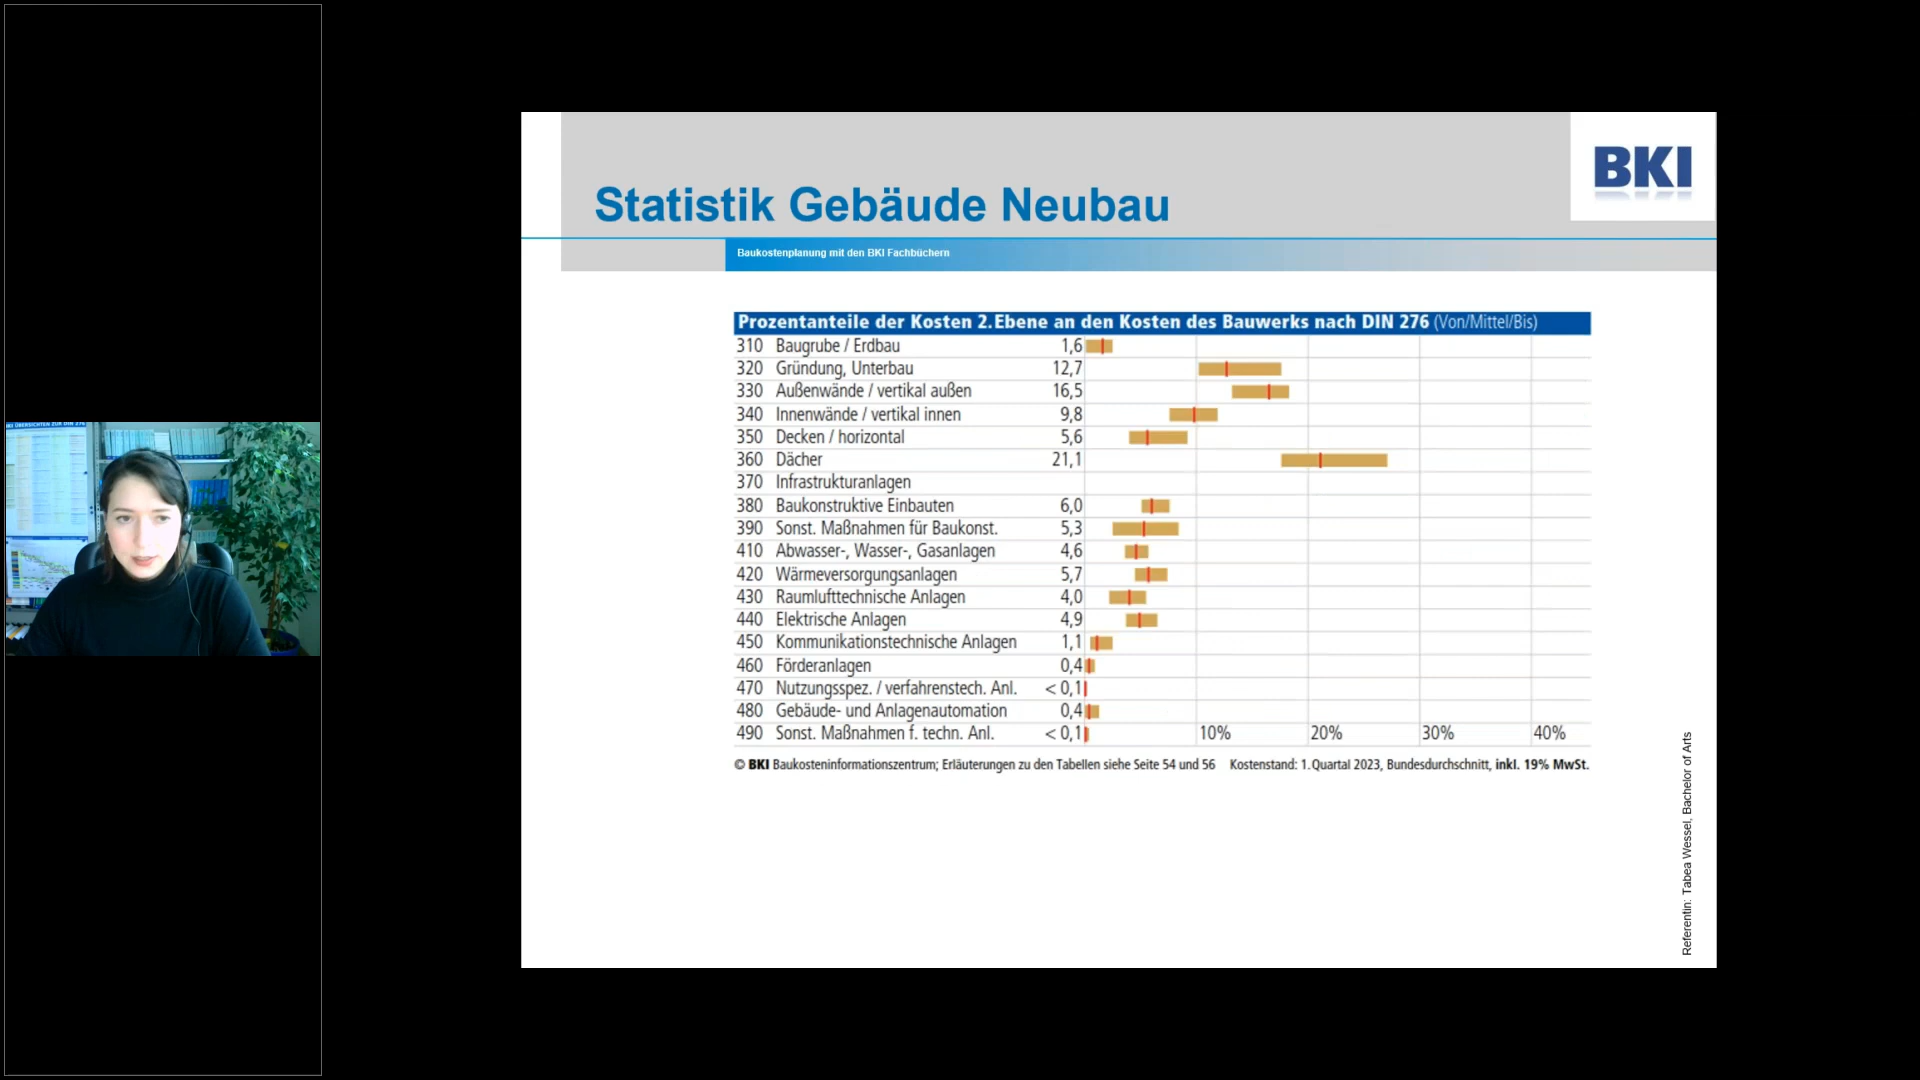 BKI ÜBERSICHTEN ZUR DIN 276
BKI
Statistik Gebäude Neubau
Baukostenplanung mit den BKI Fachbüchern
Prozentanteile der Kosten 2.Ebene an den Kosten des Bauwerks nach DIN 276 (Von/Mittel/Bis)
310 Baugrube / Erdbau 1,6
320 Gründung, Unterbau 12,7
330 Außenwände / vertikal außen 16,5
340 Innenwände / vertikal innen 9,8
350 Decken / horizontal 5,6
360 Dächer 21,1
370 Infrastrukturanlagen
380 Baukonstruktive Einbauten 6,0
390 Sonst. Maßnahmen für Baukonst. 5,3
410 Abwasser-, Wasser-, Gasanlagen 4,6
420 Wärmeversorgungsanlagen 5,7
430 Raumlufttechnische Anlagen 4,0
440 Elektrische Anlagen 4,9
450 Kommunikationstechnische Anlagen 1,1
460 Förderanlagen 0,4
470 Nutzungsspez. / verfahrenstech. Anl. < 0,1
480 Gebäude- und Anlagenautomation 0,4
490 Sonst. Maßnahmen f. techn. Anl. < 0,1 10% 20% 30% 40%
© BKI Baukosteninformationszentrum; Erläuterungen zu den Tabellen siehe Seite 54 und 56 Kostenstand: 1.Quartal 2023, Bundesdurchschnitt, inkl. 19% MwSt.
Referentin: Tabea Wessel, Bachelor of Arts